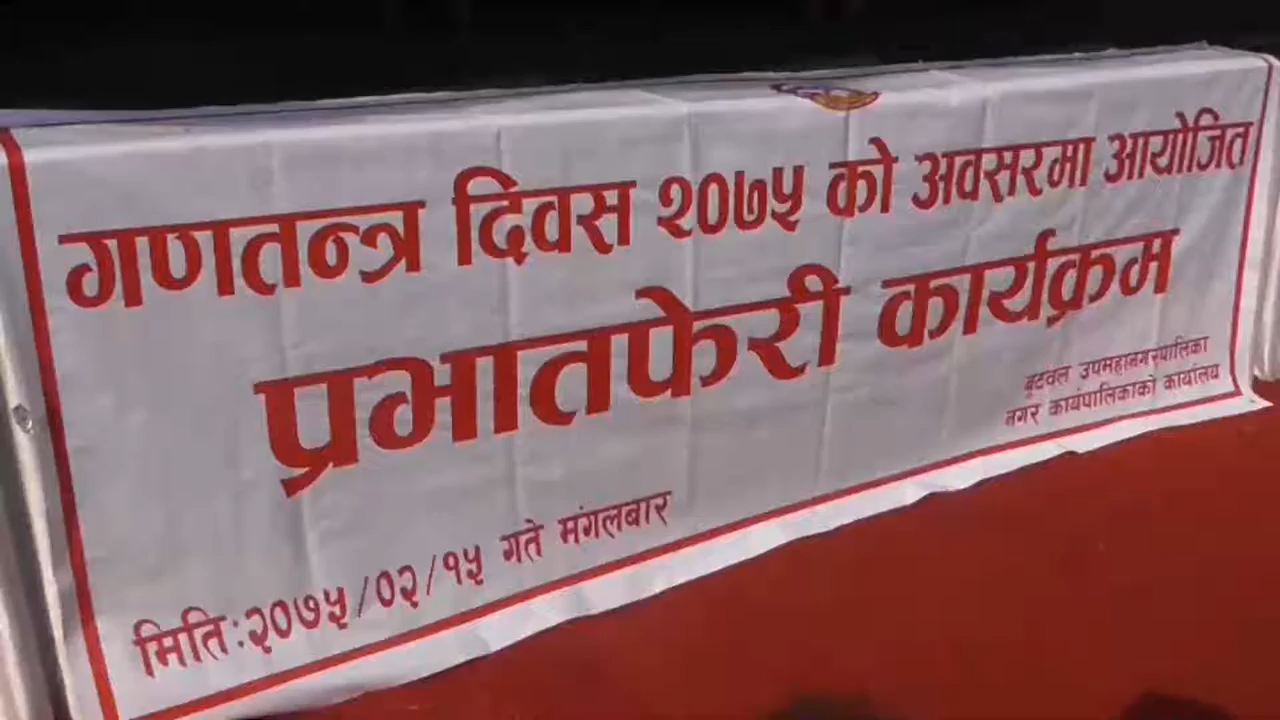 गणतन्त्र दिवस २०७५ को अवसरमा आयोजित
प्रभातफेरी कार्यक्रम
बुटवल उपमहानगरपालिका
नगर कार्यपालिकाको कार्यालय
मिति:२०७५/०२/१५ गते मंगलबार